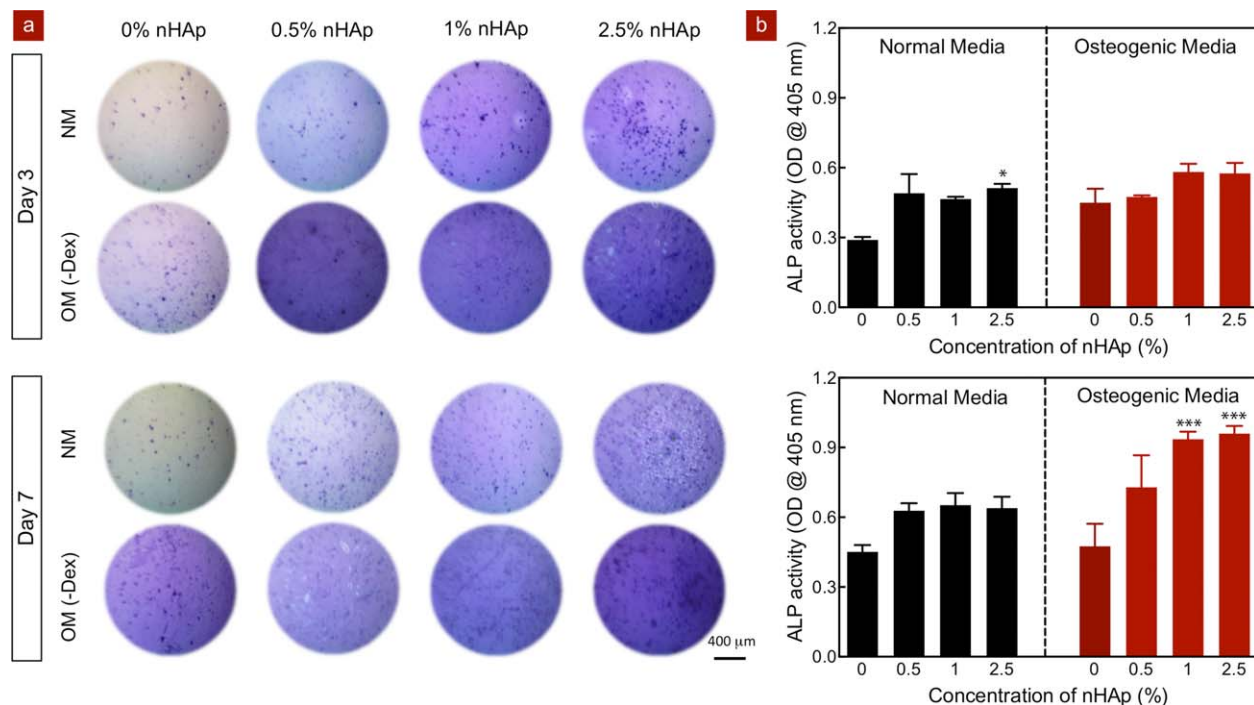 a
0% nHAp
0.5% nHAp
1% nHAp
2.5% nHAp
Day 3
NM
OM (-Dex)
Day 7
NM
OM (-Dex)
400 μm
b
1.2
0.9
0.6
0.3
0.0
ALP activity (OD @ 405 nm)
Normal Media
Osteogenic Media
*
0 0.5 1 2.5 0 0.5 1 2.5
Concentration of nHAp (%)
1.2
0.9
0.6
0.3
0.0
ALP activity (OD @ 405 nm)
Normal Media
Osteogenic Media
*** ***
0 0.5 1 2.5 0 0.5 1 2.5
Concentration of nHAp (%)